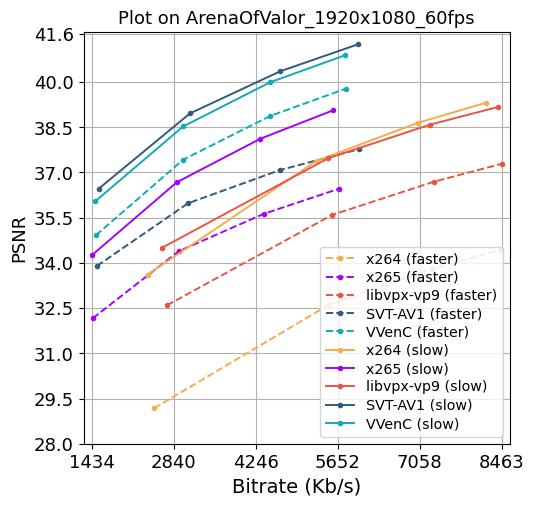 Plot on ArenaOfValor_1920x1080_60fps
41.6
40.0
38.5
37.0
35.5
34.0
32.5
31.0
29.5
28.0
PSNR
x264 (faster)
x265 (faster)
libvpx-vp9 (faster)
SVT-AV1 (faster)
VVenC (faster)
x264 (slow)
x265 (slow)
libvpx-vp9 (slow)
SVT-AV1 (slow)
VVenC (slow)
1434 2840 4246 5652 7058 8463
Bitrate (Kb/s)